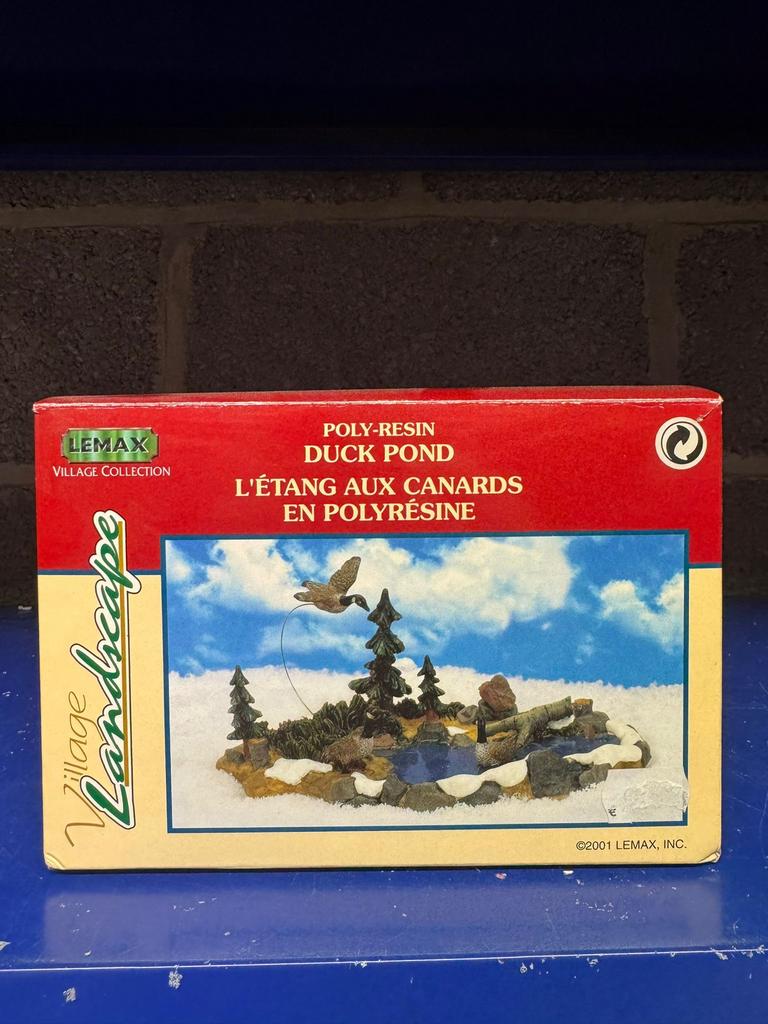 LEMAX
VILLAGE COLLECTION
POLY-RESIN
DUCK POND
L'ÉTANG AUX CANARDS
EN POLYRÉSINE
Village
Landscape
€
©2001 LEMAX, INC.